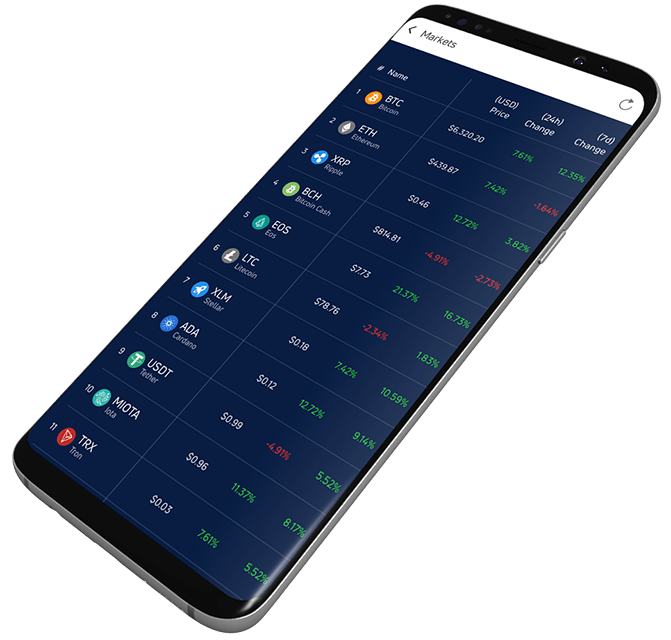 Markets
# Name (USD) Price (24h) Change (7d) Change
1 BTC Bitcoin $6,320.20 7.61% 12.35%
2 ETH Ethereum $439.87 7.42% -1.64%
3 XRP Ripple $0.46 12.72% 3.82%
4 BCH Bitcoin Cash $814.81 -4.91% -2.73%
5 EOS Eos $7.73 21.37% 16.73%
6 LTC Litecoin $78.76 -2.34% 1.83%
7 XLM Stellar $0.18 7.42% 10.59%
8 ADA Cardano $0.12 12.72% 9.14%
9 USDT Tether $0.99 -4.91% 5.52%
10 MIOTA Iota $0.96 11.37% 8.17%
11 TRX Tron $0.03 7.61% 5.52%